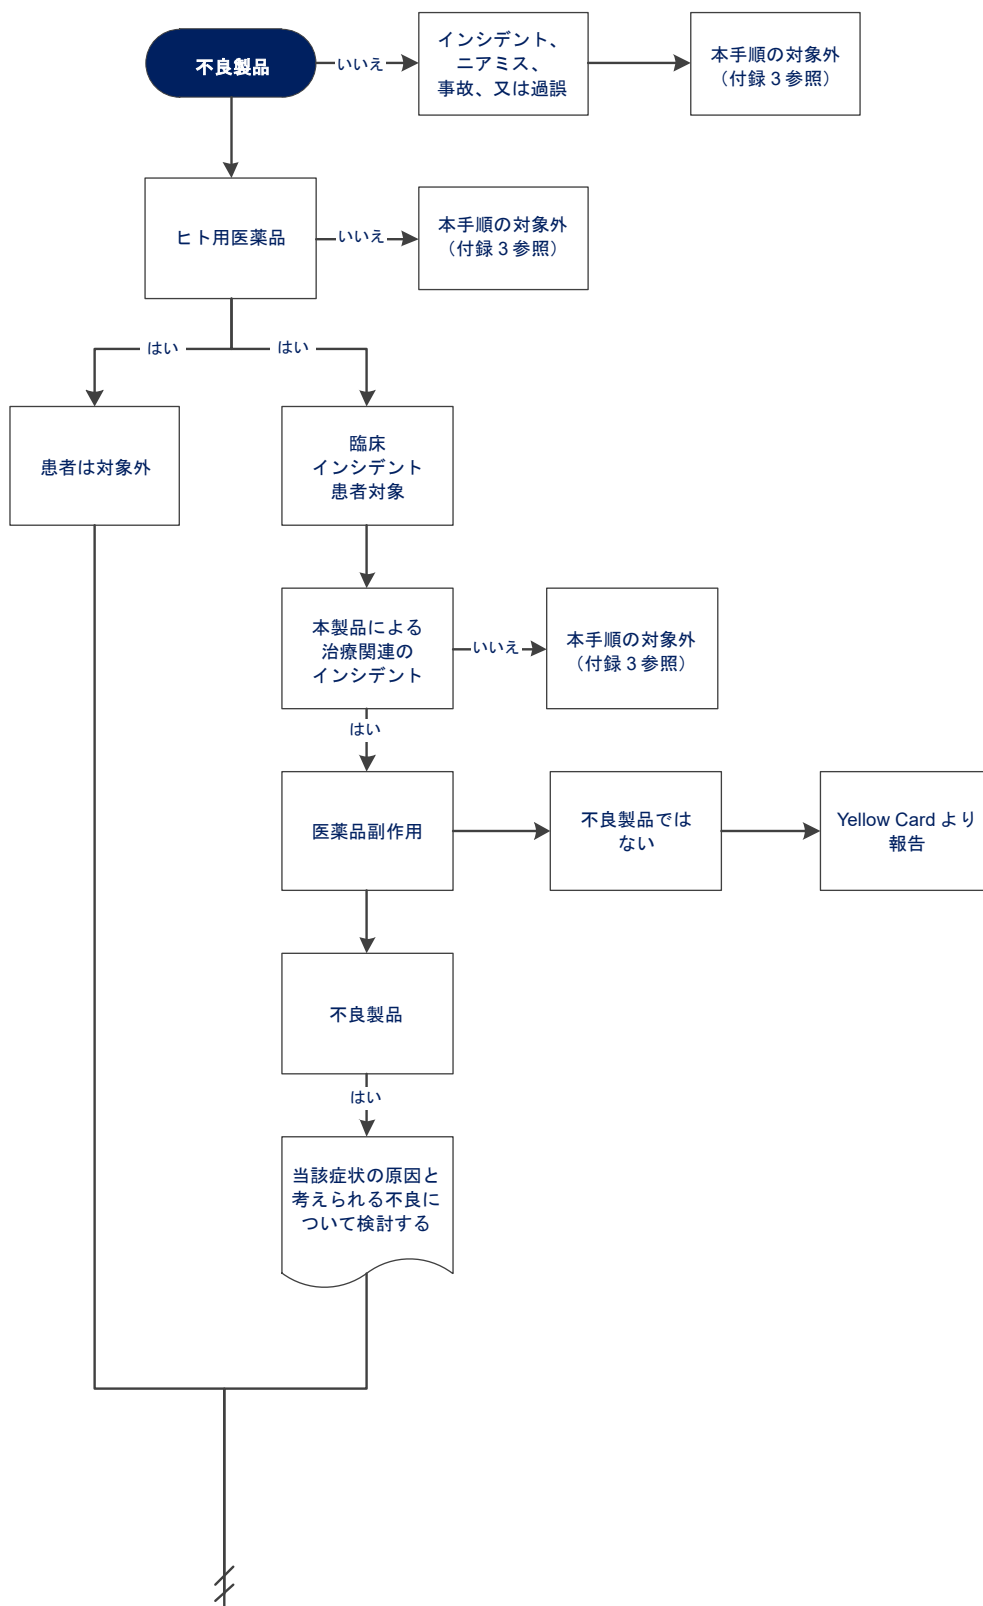 不良製品
いいえ
インシデント、
ニアミス、
事故、又は過誤
本手順の対象外
（付録 3 参照）
ヒト用医薬品
いいえ
本手順の対象外
（付録 3 参照）
はい
はい
患者は対象外
臨床
インシデント
患者対象
本製品による
治療関連の
インシデント
いいえ
本手順の対象外
（付録 3 参照）
はい
医薬品副作用
不良製品では
ない
Yellow Card より
報告
不良製品
はい
当該症状の原因と
考えられる不良に
ついて検討する